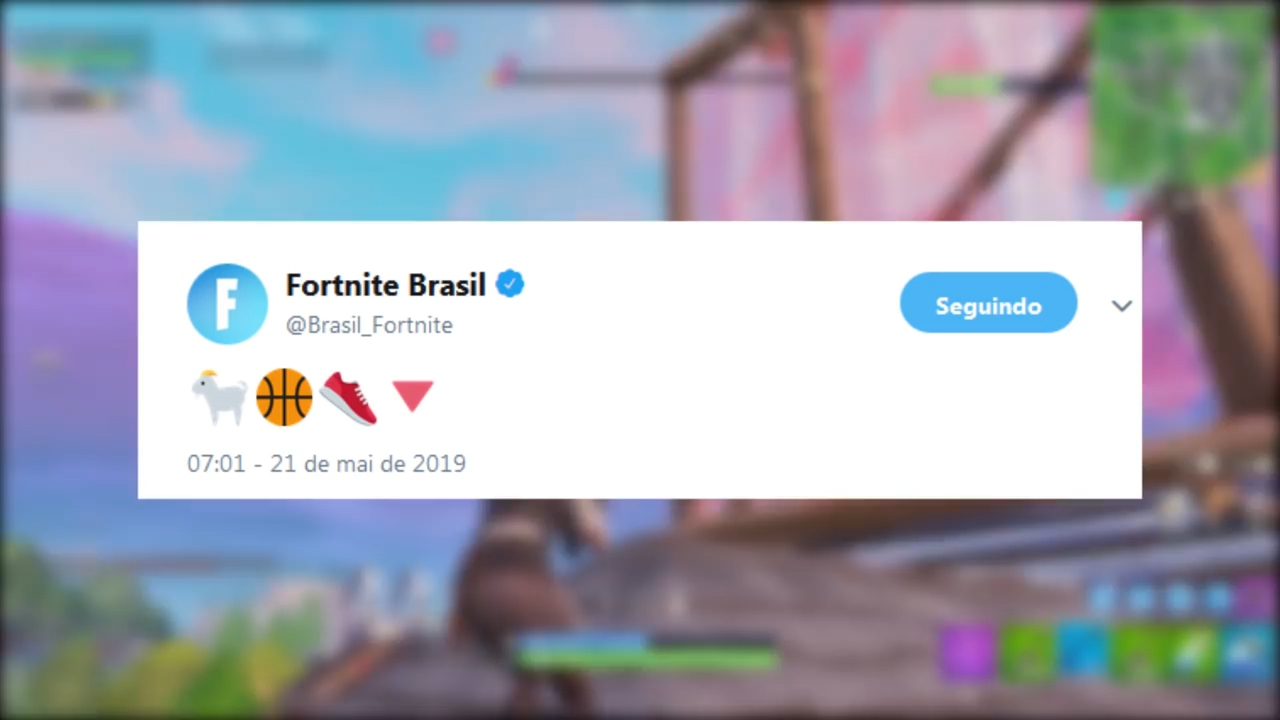 Fortnite Brasil
@Brasil_Fortnite
Seguindo
🐐🏀👟🔻
07:01 - 21 de mai de 2019